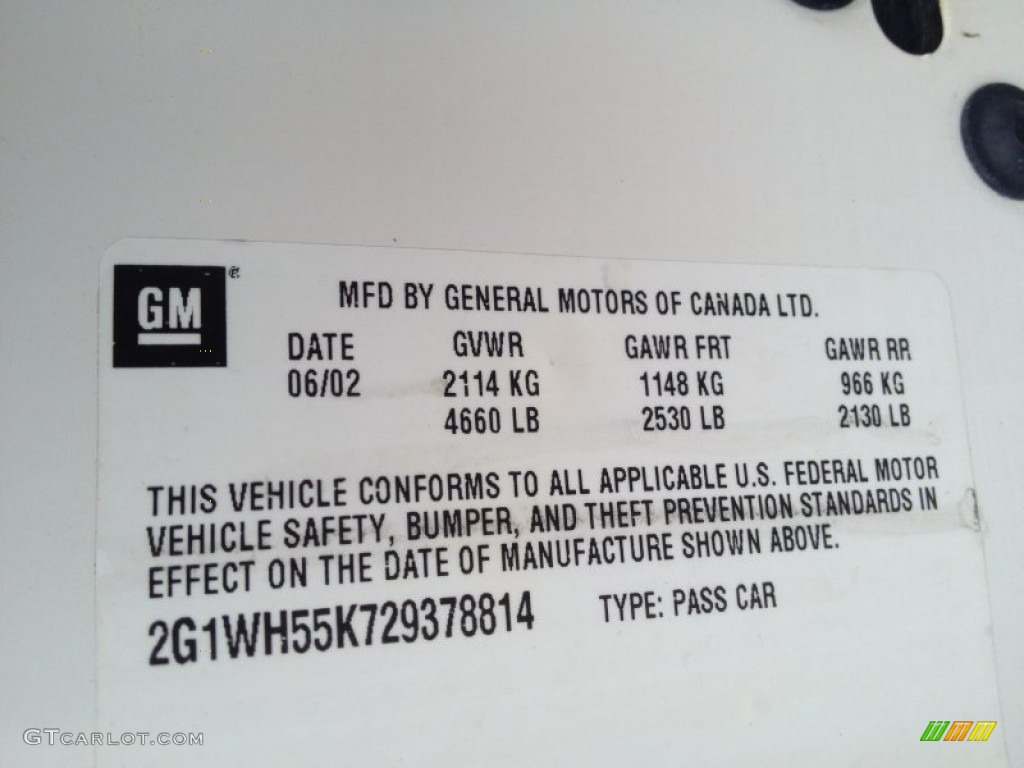 GM
MFD BY GENERAL MOTORS OF CANADA LTD.
DATE GVWR GAWR FRT GAWR RR
06/02 2114 KG 1148 KG 966 KG
4660 LB 2530 LB 2130 LB
THIS VEHICLE CONFORMS TO ALL APPLICABLE U.S. FEDERAL MOTOR
VEHICLE SAFETY, BUMPER, AND THEFT PREVENTION STANDARDS IN
EFFECT ON THE DATE OF MANUFACTURE SHOWN ABOVE.
2G1WH55K729378814 TYPE: PASS CAR
GTCARLOT.COM